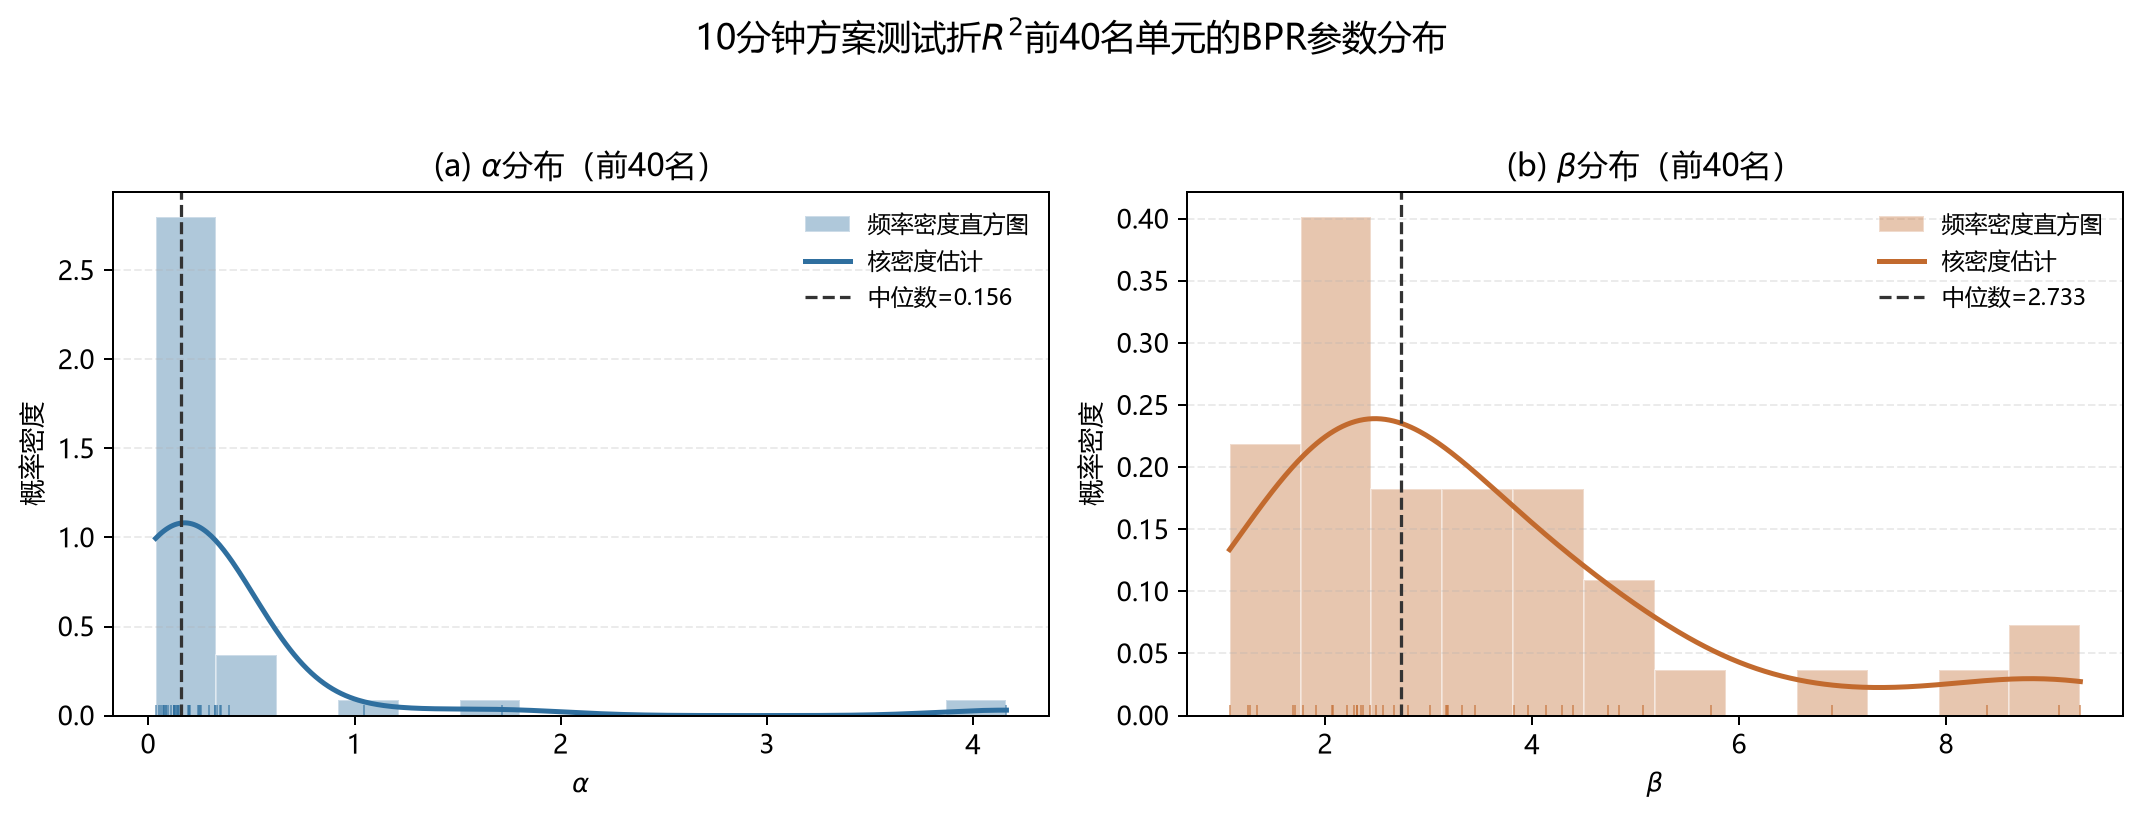 10分钟方案测试折R²前40名单元的BPR参数分布
(a) α分布（前40名）
频率密度直方图
核密度估计
中位数=0.156
概率密度
2.5
2.0
1.5
1.0
0.5
0.0
0 1 2 3 4
α
(b) β分布（前40名）
频率密度直方图
核密度估计
中位数=2.733
概率密度
0.40
0.35
0.30
0.25
0.20
0.15
0.10
0.05
0.00
2 4 6 8
β